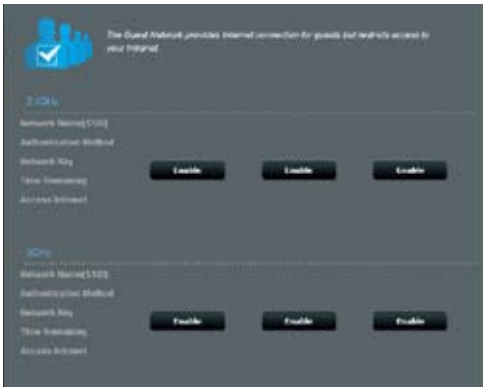 The Guest Network provides Internet connection for guests but restricts access to
your Intranet
2.4GHz
Network Name(SSID)
Authentication Method
Network Key
Time Remaining
Access Intranet
Enable Enable Enable
5GHz
Network Name(SSID)
Authentication Method
Network Key
Time Remaining
Access Intranet
Enable Enable Enable